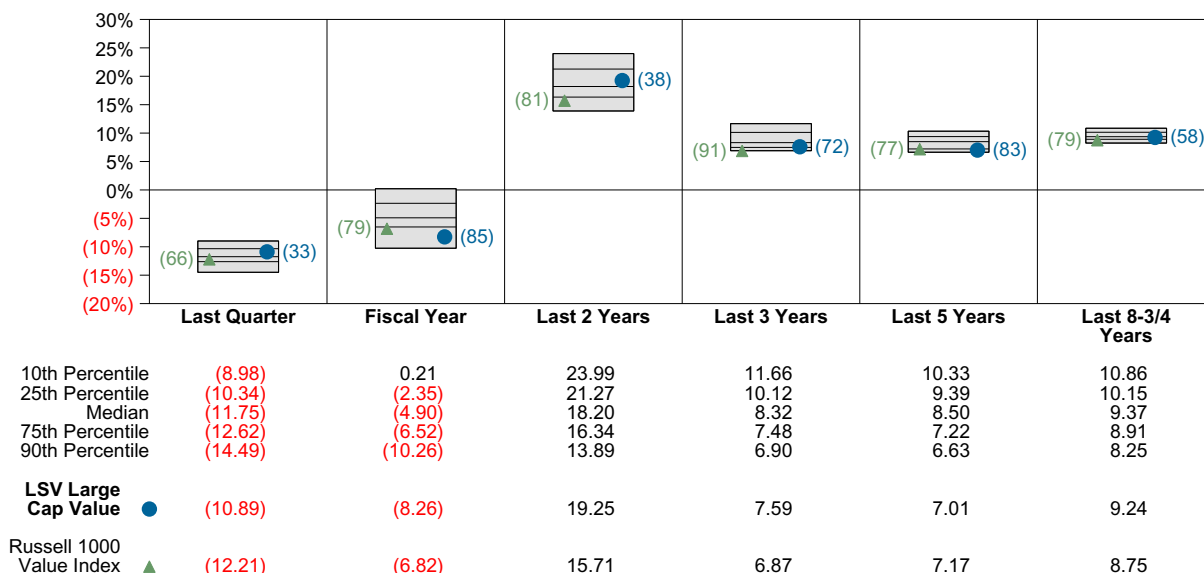 30%
25%
20%
15%
10%
5%
0%
(5%)
(10%)
(15%)
(20%)
(66) (33)
(79) (85)
(81) (38)
(91) (72)
(77) (83)
(79) (58)
Last Quarter Fiscal Year Last 2 Years Last 3 Years Last 5 Years Last 8-3/4
Years
10th Percentile (8.98) 0.21 23.99 11.66 10.33 10.86
25th Percentile (10.34) (2.35) 21.27 10.12 9.39 10.15
Median (11.75) (4.90) 18.20 8.32 8.50 9.37
75th Percentile (12.62) (6.52) 16.34 7.48 7.22 8.91
90th Percentile (14.49) (10.26) 13.89 6.90 6.63 8.25
LSV Large
Cap Value (10.89) (8.26) 19.25 7.59 7.01 9.24
Russell 1000
Value Index (12.21) (6.82) 15.71 6.87 7.17 8.75